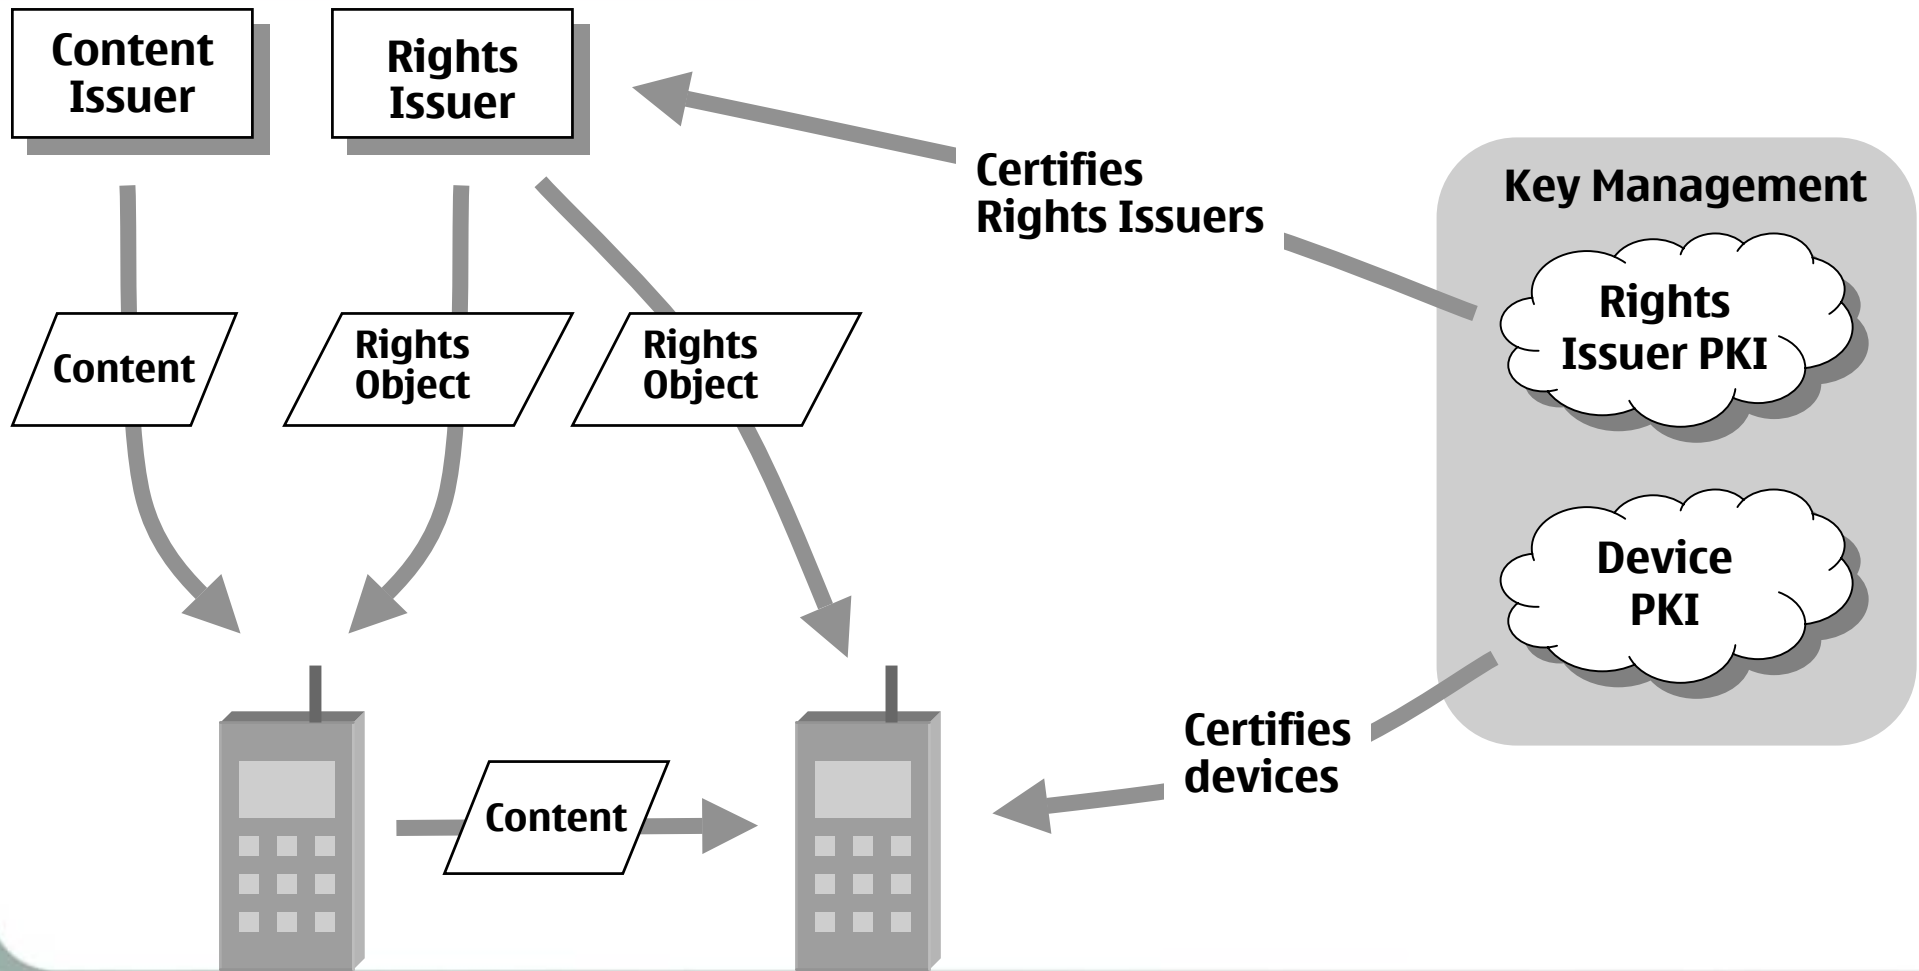 Content
Issuer
Rights
Issuer
Certifies
Rights Issuers
Key Management
Rights
Issuer PKI
Content
Rights
Object
Rights
Object
Device
PKI
Certifies
devices
Content